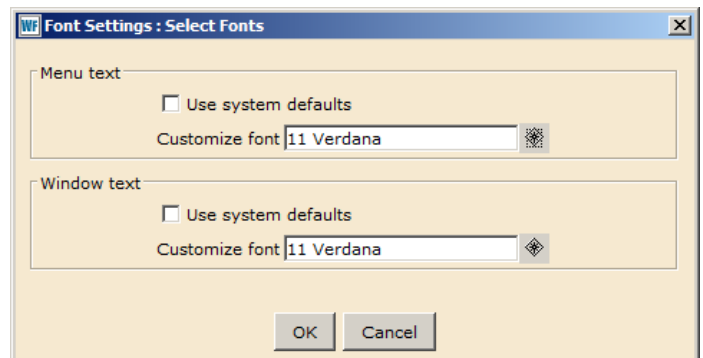 WF Font Settings : Select Fonts
Menu text
Use system defaults
Customize font 11 Verdana
Window text
Use system defaults
Customize font 11 Verdana
OK Cancel